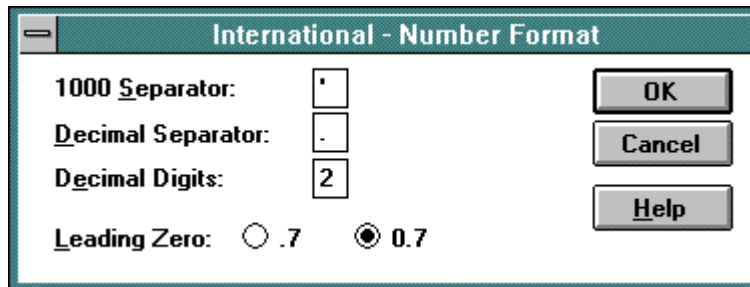 International - Number Format
1000 Separator: '
Decimal Separator: .
Decimal Digits: 2
Leading Zero: .7 0.7
OK
Cancel
Help